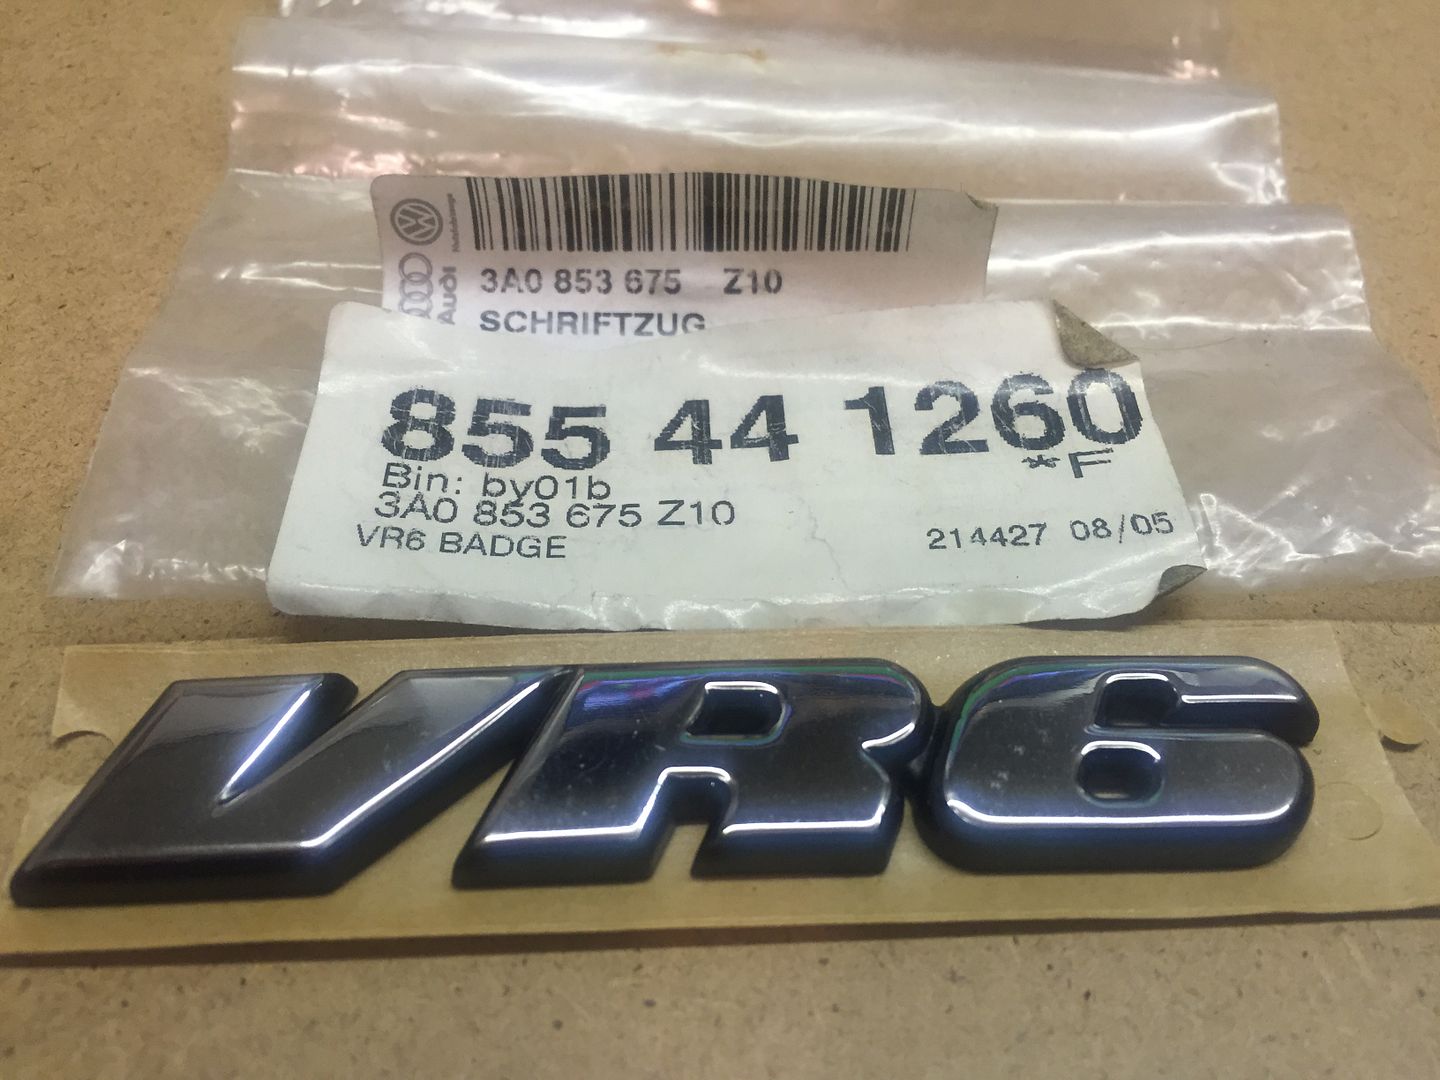 3A0 853 675 Z10
Audi
SCHRIFTZUG
855 44 1260
*F
Bin: by01b
3A0 853 675 Z10
VR6 BADGE
214427 08/05
VR6